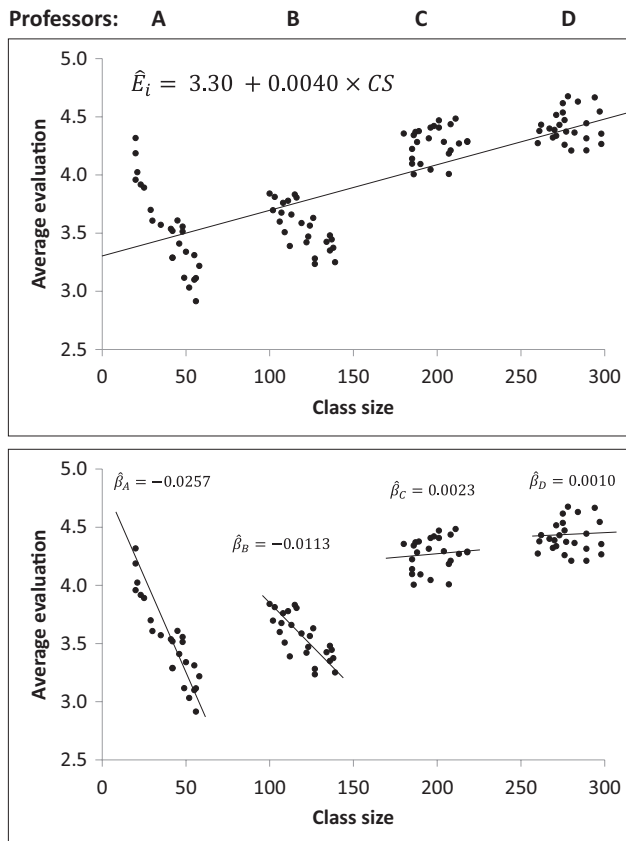 Professors: A B C D
5.0
Ê_i = 3.30 + 0.0040 × CS
4.5
4.0
3.5
3.0
2.5
Average evaluation
0 50 100 150 200 250 300
Class size
5.0
β̂_A = −0.0257
β̂_B = −0.0113
β̂_C = 0.0023
β̂_D = 0.0010
4.5
4.0
3.5
3.0
2.5
Average evaluation
0 50 100 150 200 250 300
Class size